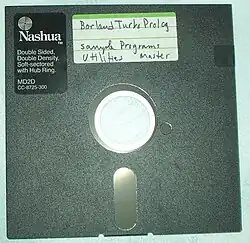 Nashua
Double Sided,
Double Density,
Soft-sectored
with Hub Ring.
MD2D
CC-8725-300
Borland Turbo Prolog
Sample Programs
Utilities Master